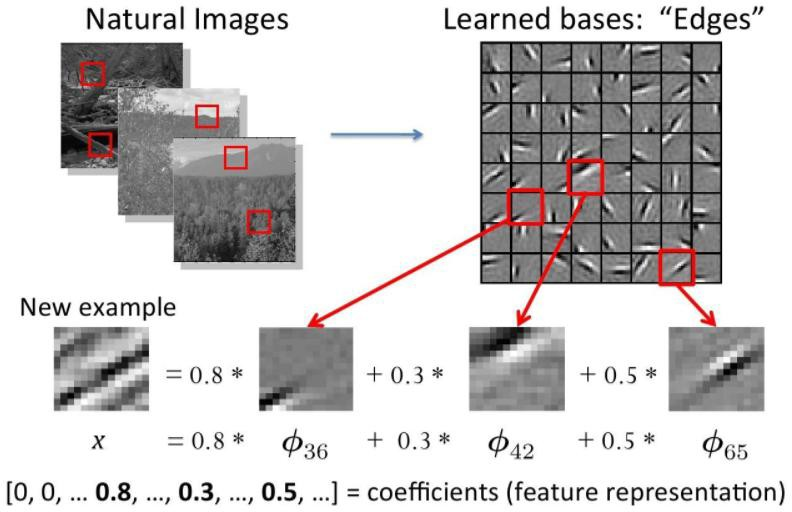 Natural Images
Learned bases: “Edges”
New example
= 0.8 * + 0.3 * + 0.5 *
x = 0.8 * ϕ36 + 0.3 * ϕ42 + 0.5 * ϕ65
[0, 0, … 0.8, …, 0.3, …, 0.5, …] = coefficients (feature representation)